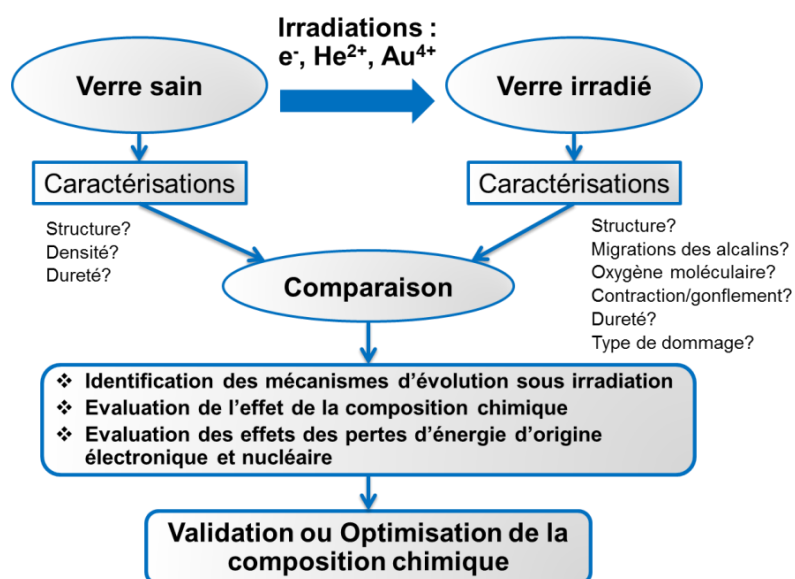 Irradiations :
e⁻, He²⁺, Au⁴⁺
Verre sain
Verre irradié
Caractérisations
Caractérisations
Structure?
Densité?
Dureté?
Structure?
Migrations des alcalins?
Oxygène moléculaire?
Contraction/gonflement?
Dureté?
Type de dommage?
Comparaison
❖ Identification des mécanismes d'évolution sous irradiation
❖ Evaluation de l'effet de la composition chimique
❖ Evaluation des effets des pertes d'énergie d'origine
électronique et nucléaire
Validation ou Optimisation de la
composition chimique